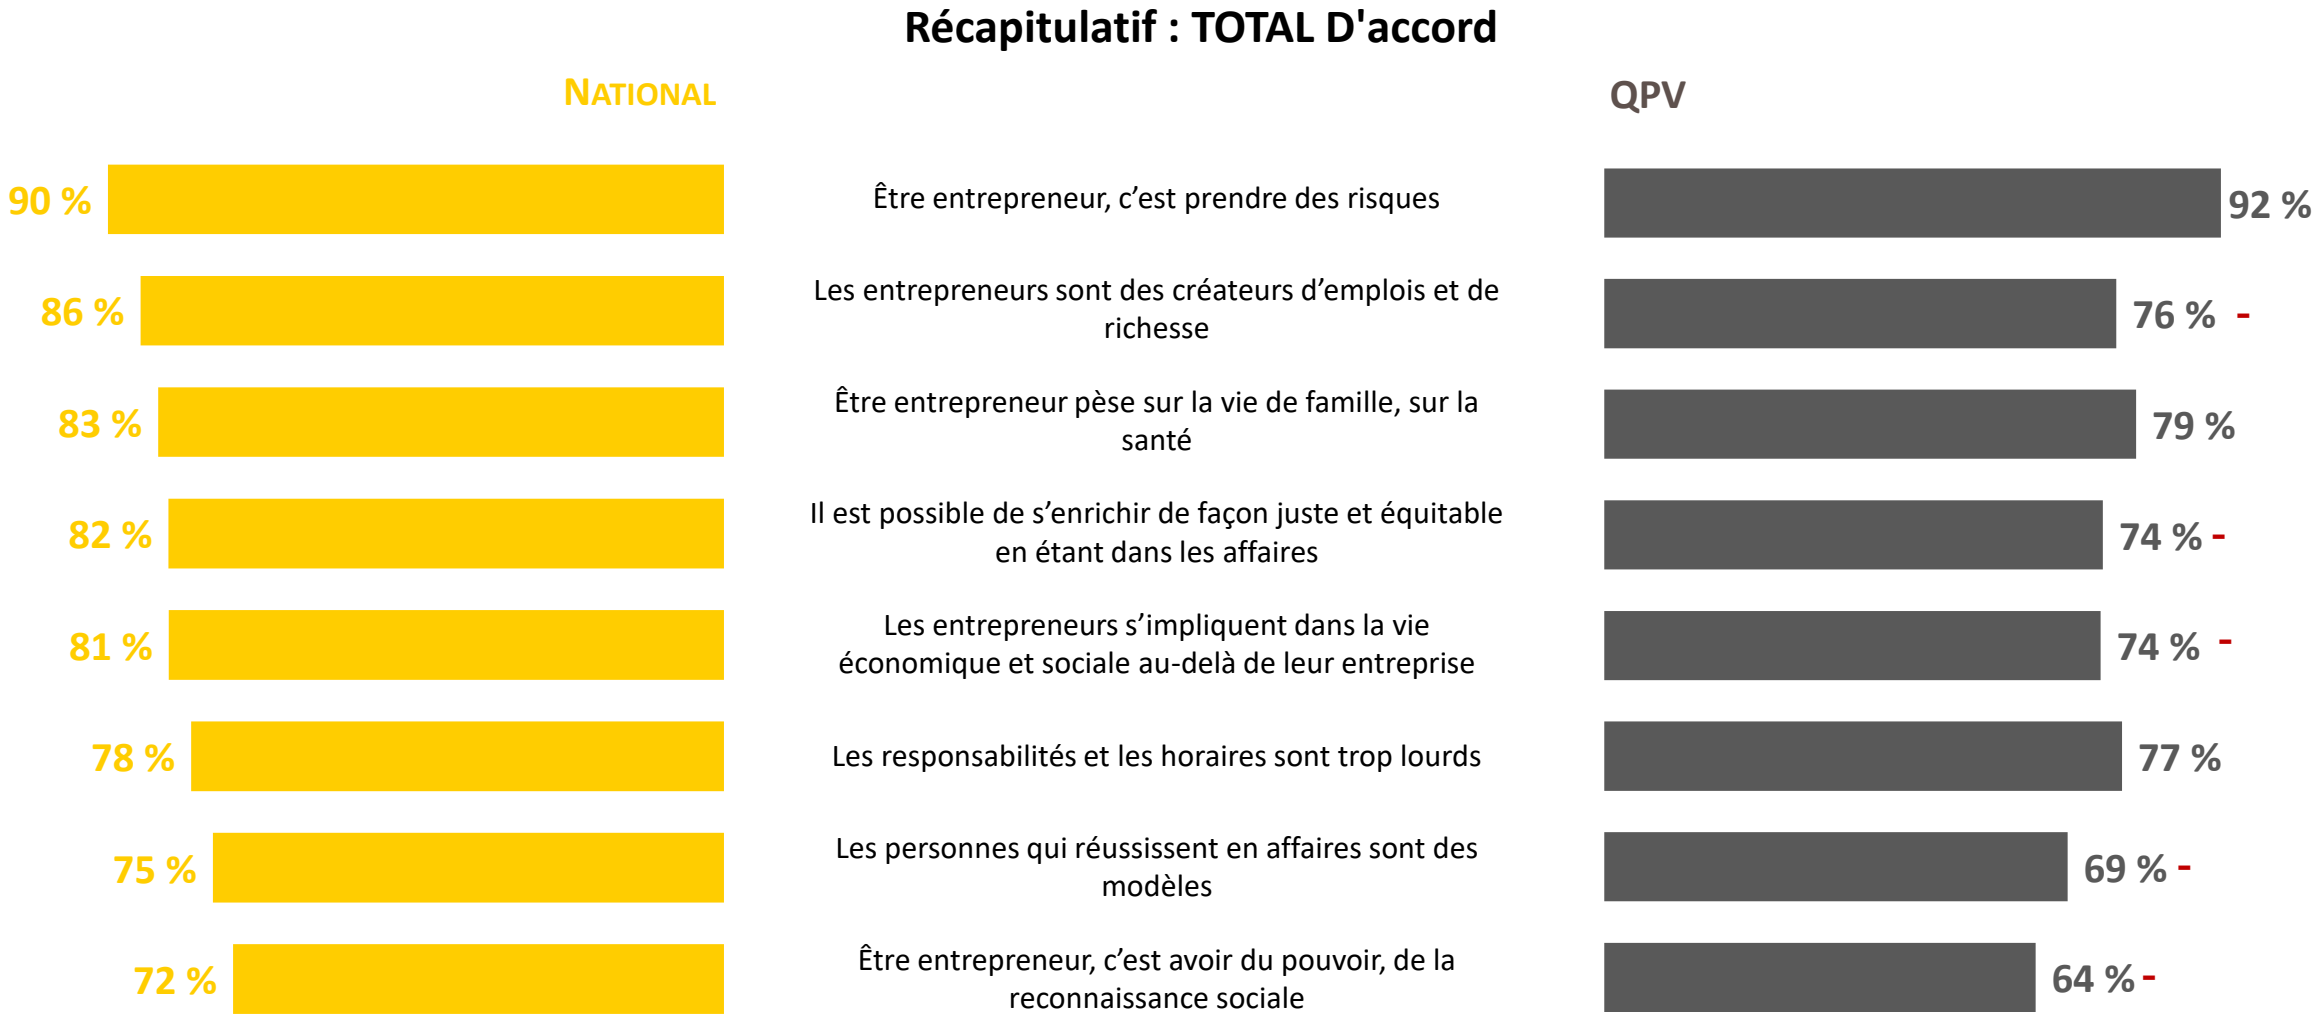 Récapitulatif : TOTAL D'accord
NATIONAL
QPV
90 %
Être entrepreneur, c’est prendre des risques
92 %
86 %
Les entrepreneurs sont des créateurs d’emplois et de
richesse
76 % -
83 %
Être entrepreneur pèse sur la vie de famille, sur la
santé
79 %
82 %
Il est possible de s’enrichir de façon juste et équitable
en étant dans les affaires
74 % -
81 %
Les entrepreneurs s’impliquent dans la vie
économique et sociale au-delà de leur entreprise
74 % -
78 %
Les responsabilités et les horaires sont trop lourds
77 %
75 %
Les personnes qui réussissent en affaires sont des
modèles
69 % -
72 %
Être entrepreneur, c’est avoir du pouvoir, de la
reconnaissance sociale
64 % -